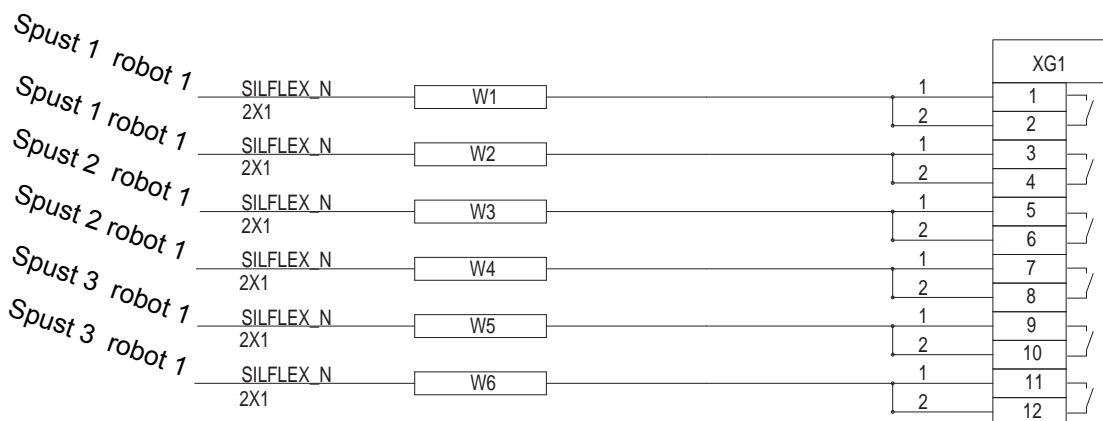 XG1
Spust 1 robot 1 SILFLEX_N W1 1 1
2X1 2 2
Spust 1 robot 1 SILFLEX_N W2 1 3
2X1 2 4
Spust 2 robot 1 SILFLEX_N W3 1 5
2X1 2 6
Spust 2 robot 1 SILFLEX_N W4 1 7
2X1 2 8
Spust 3 robot 1 SILFLEX_N W5 1 9
2X1 2 10
Spust 3 robot 1 SILFLEX_N W6 1 11
2X1 2 12